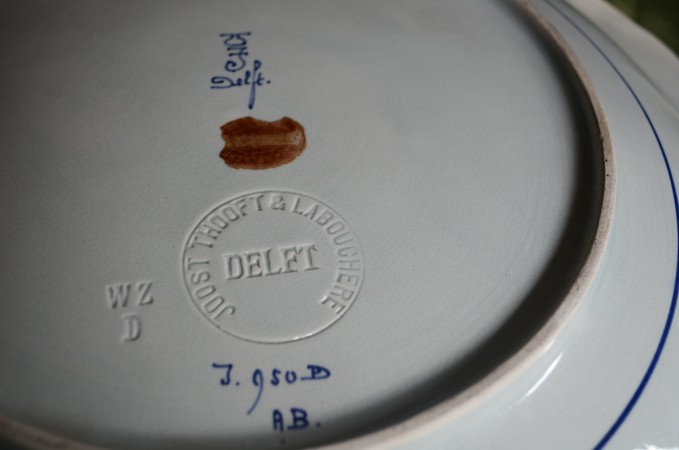 Delft.
JOOST THOOFT & LABOUCHERE
DELFT
WZ
D
J. 950 D
AB.